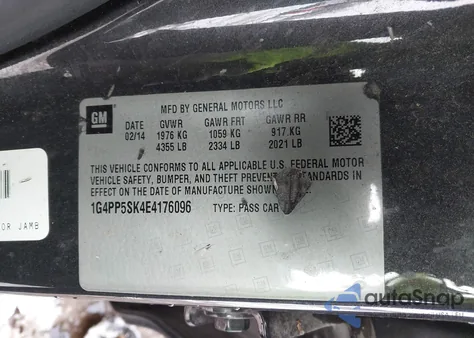 GM
MFD BY GENERAL MOTORS LLC
DATE GVWR GAWR FRT GAWR RR
02/14 1976 KG 1059 KG 917 KG
4355 LB 2334 LB 2021 LB
THIS VEHICLE CONFORMS TO ALL APPLICABLE U.S. FEDERAL MOTOR
VEHICLE SAFETY, BUMPER, AND THEFT STANDARDS IN
EFFECT ON THE DATE OF MANUFACTURE SHOWN
1G4PP5SK4E4176096 TYPE: PASS CAR
OR JAMB
autoSnap